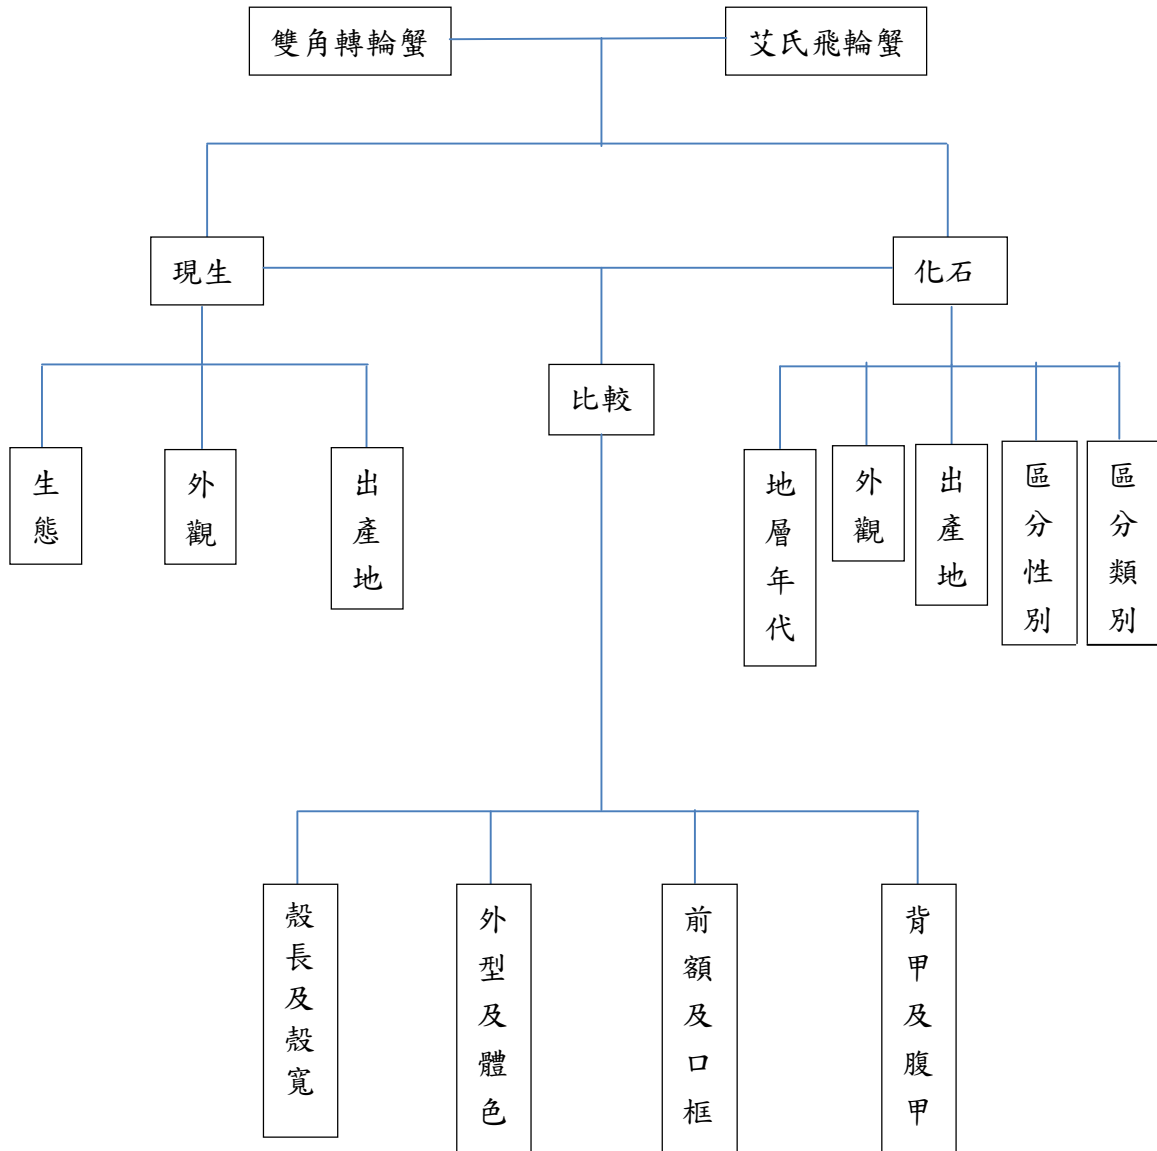 雙角轉輪蟹
艾氏飛輪蟹
現生
化石
比較
生態
外觀
出產地
地層年代
外觀
出產地
區分性別
區分類別
殼長及殼寬
外型及體色
前額及口框
背甲及腹甲